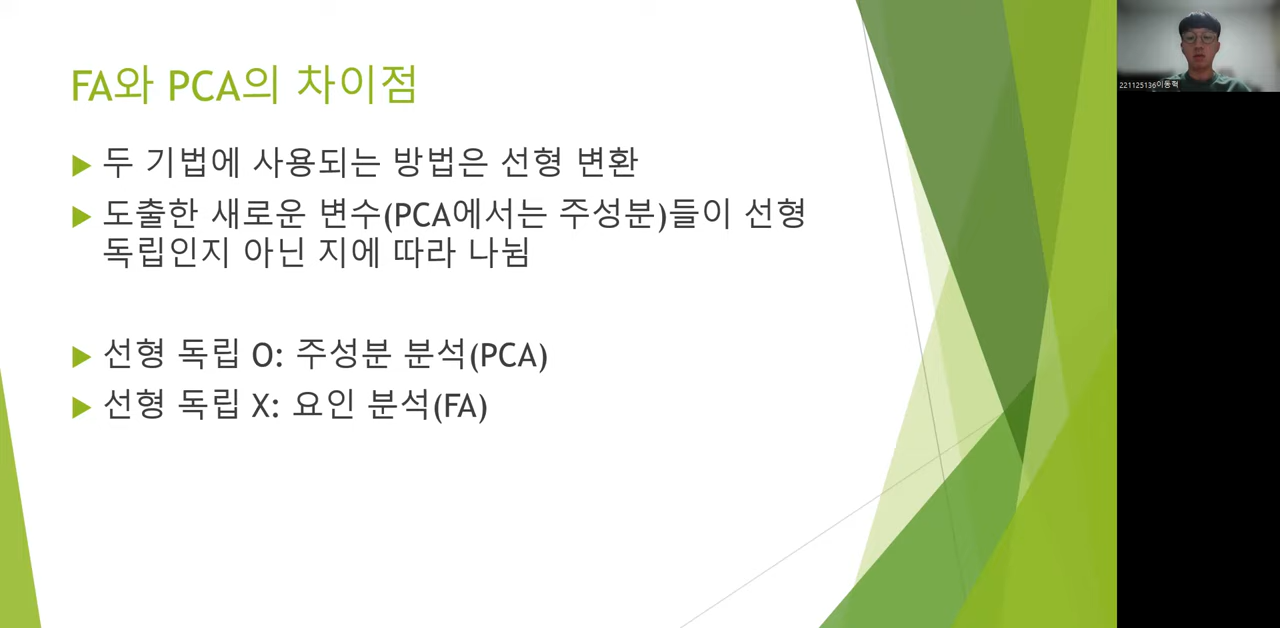 FA와 PCA의 차이점
두 기법에 사용되는 방법은 선형 변환
도출한 새로운 변수(PCA에서는 주성분)들이 선형
독립인지 아닌 지에 따라 나뉨
선형 독립 O: 주성분 분석(PCA)
선형 독립 X: 요인 분석(FA)
221125136이동혁